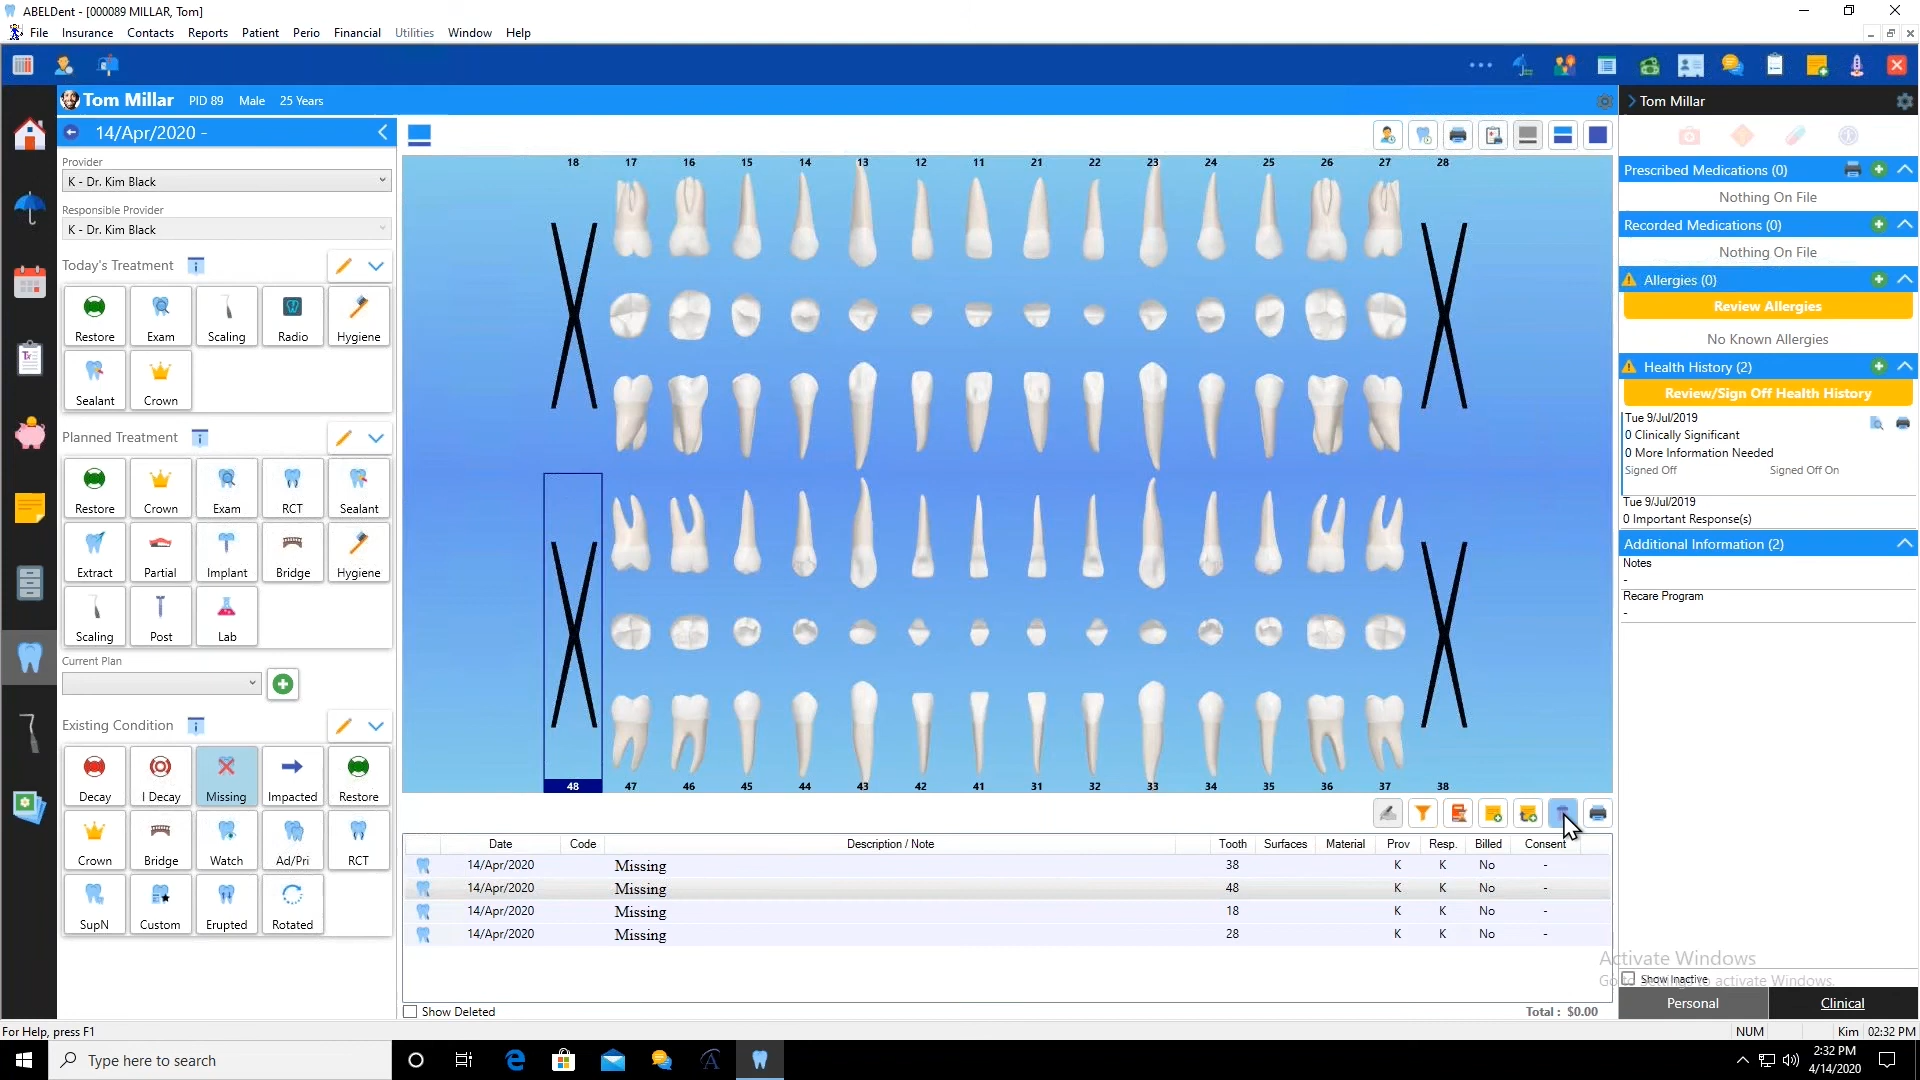 ABELDent - [000089 MILLAR, Tom]
File Insurance Contacts Reports Patient Perio Financial Utilities Window Help
Tom Millar PID 89 Male 25 Years
Tom Millar
14/Apr/2020 -
Provider
K - Dr. Kim Black
Responsible Provider
K - Dr. Kim Black
Today's Treatment
Restore Exam Scaling Radio Hygiene
Sealant Crown
Planned Treatment
Restore Crown Exam RCT Sealant
Extract Partial Implant Bridge Hygiene
Scaling Post Lab
Current Plan
Existing Condition
Decay I Decay Missing Impacted Restore
Crown Bridge Watch Ad/Pri RCT
SupN Custom Erupted Rotated
18 17 16 15 14 13 12 11 21 22 23 24 25 26 27 28
48 47 46 45 44 43 42 41 31 32 33 34 35 36 37 38
Date Code Description / Note Tooth Surfaces Material Prov Resp. Billed Consent
14/Apr/2020 Missing 38 K K No -
14/Apr/2020 Missing 48 K K No -
14/Apr/2020 Missing 18 K K No -
14/Apr/2020 Missing 28 K K No -
Show Deleted
Total : $0.00
Prescribed Medications (0)
Nothing On File
Recorded Medications (0)
Nothing On File
Allergies (0)
Review Allergies
No Known Allergies
Health History (2)
Review/Sign Off Health History
Tue 9/Jul/2019
0 Clinically Significant
0 More Information Needed
Signed Off Signed Off On
Tue 9/Jul/2019
0 Important Response(s)
Additional Information (2)
Notes
-
Recare Program
-
Activate Windows
Show Inactive
Go to Settings to activate Windows.
Personal Clinical
For Help, press F1
NUM Kim 02:32 PM
Type here to search
2:32 PM
4/14/2020